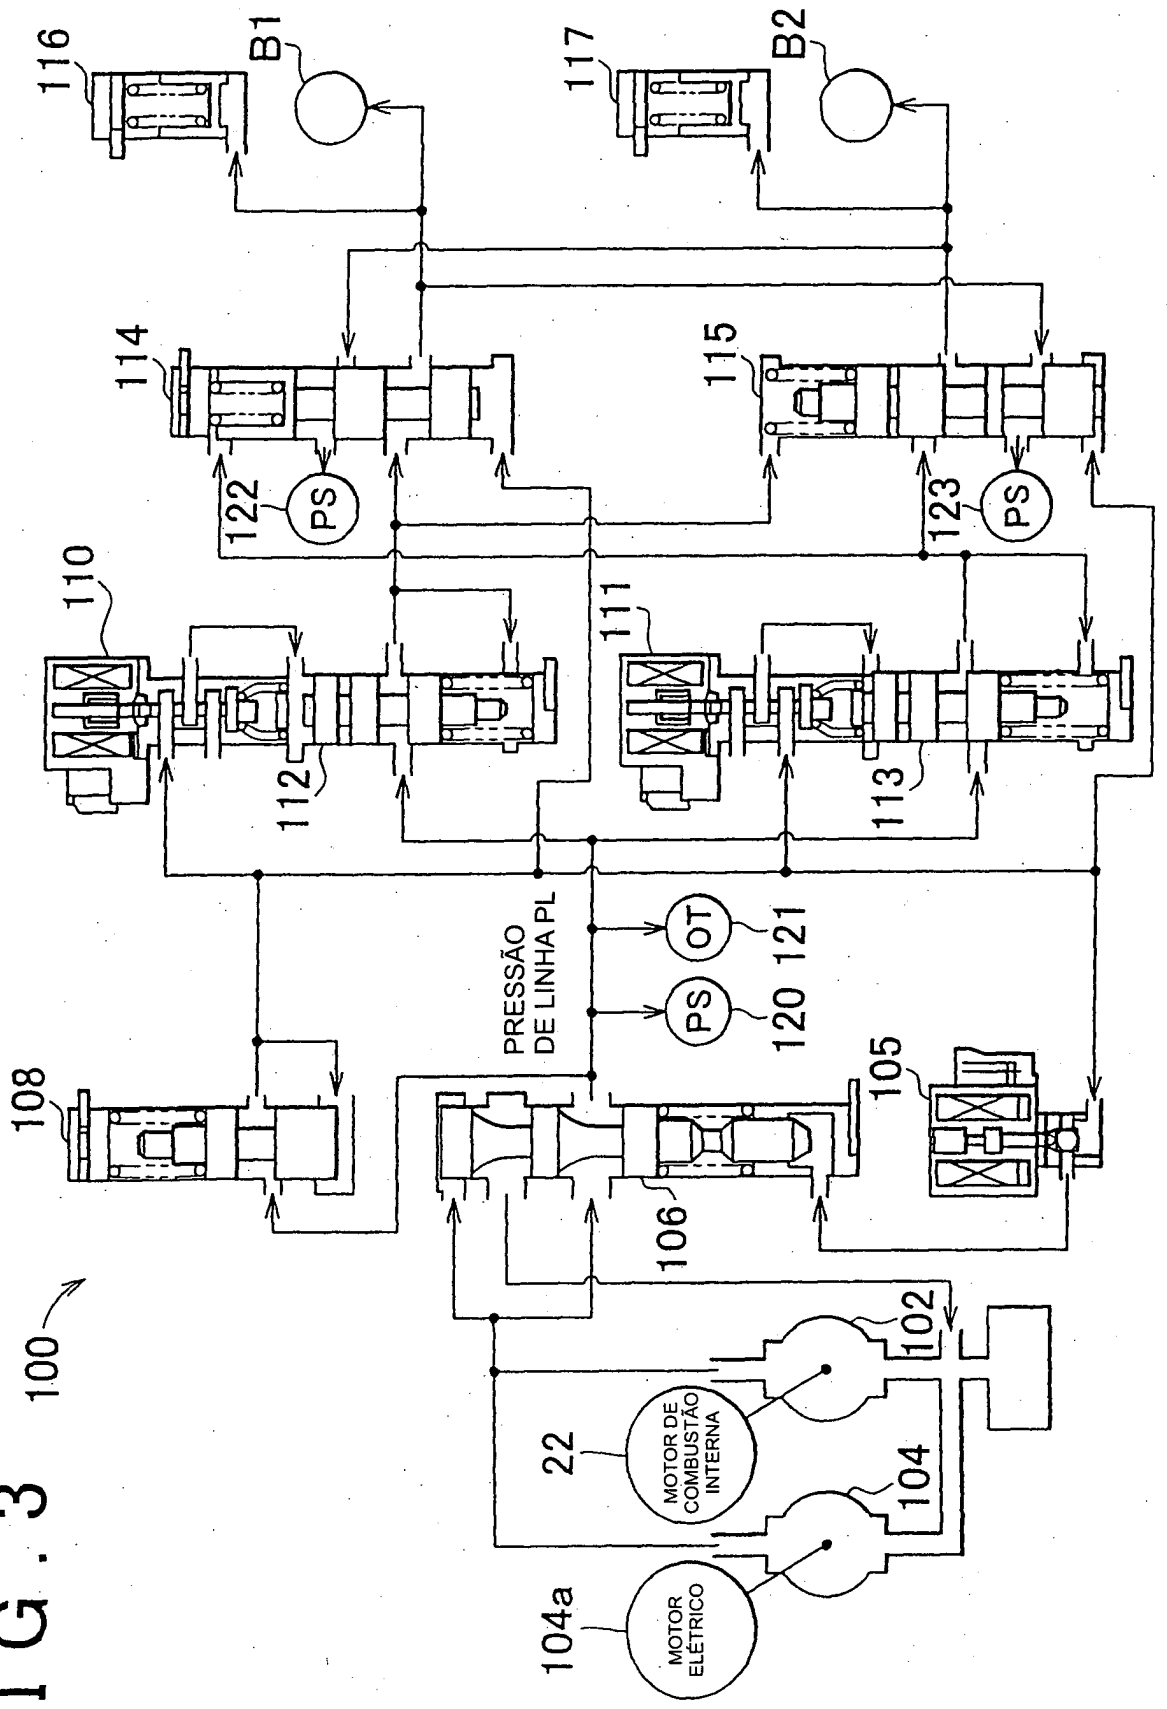 I G . 3
100
108
110
112
114
122
PS
116
B1
PRESSÃO
DE LINHA PL
PS
120
OT
121
106
105
111
113
115
123
PS
117
B2
22
MOTOR DE
COMBUSTÃO
INTERNA
102
104
104a
MOTOR
ELÉTRICO